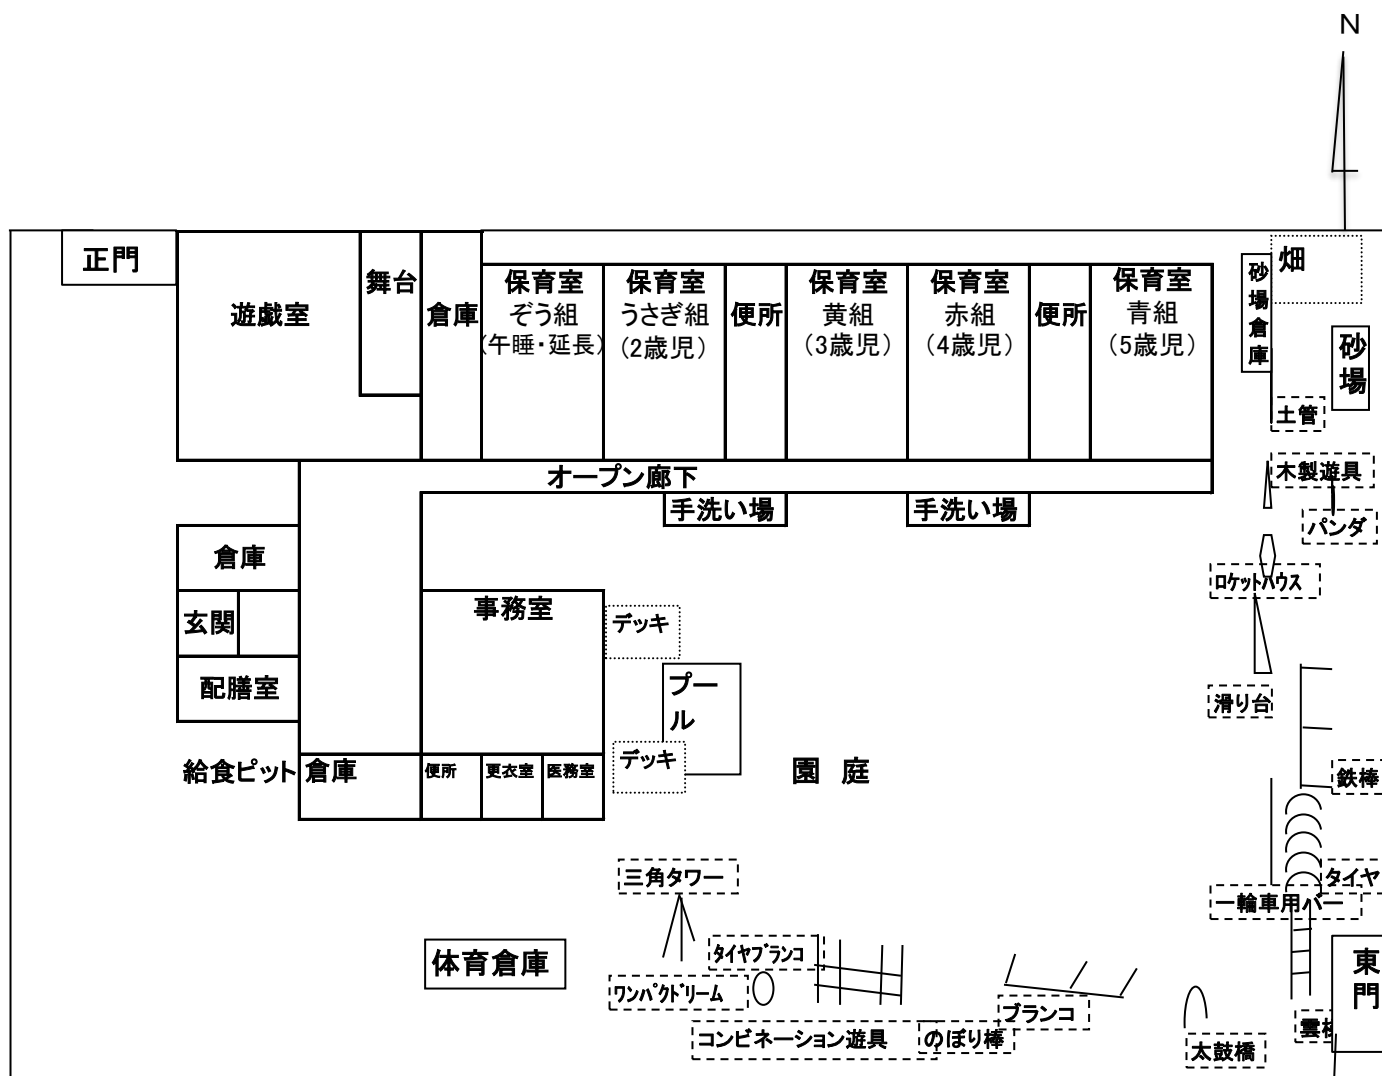 N
正門
遊戯室
舞台
倉庫
保育室
ぞう組
(午睡・延長)
保育室
うさぎ組
(2歳児)
便所
保育室
黄組
(3歳児)
保育室
赤組
(4歳児)
便所
保育室
青組
(5歳児)
砂場倉庫
畑
砂場
土管
木製遊具
パンダ
オープン廊下
手洗い場
手洗い場
ロケットハウス
倉庫
玄関
配膳室
事務室
デッキ
プール
デッキ
滑り台
給食ピット
倉庫
便所
更衣室
医務室
園 庭
鉄棒
タイヤ
一輪車用バー
三角タワー
体育倉庫
タイヤブランコ
ワンパクドリーム
コンビネーション遊具
のぼり棒
ブランコ
太鼓橋
東門
雲